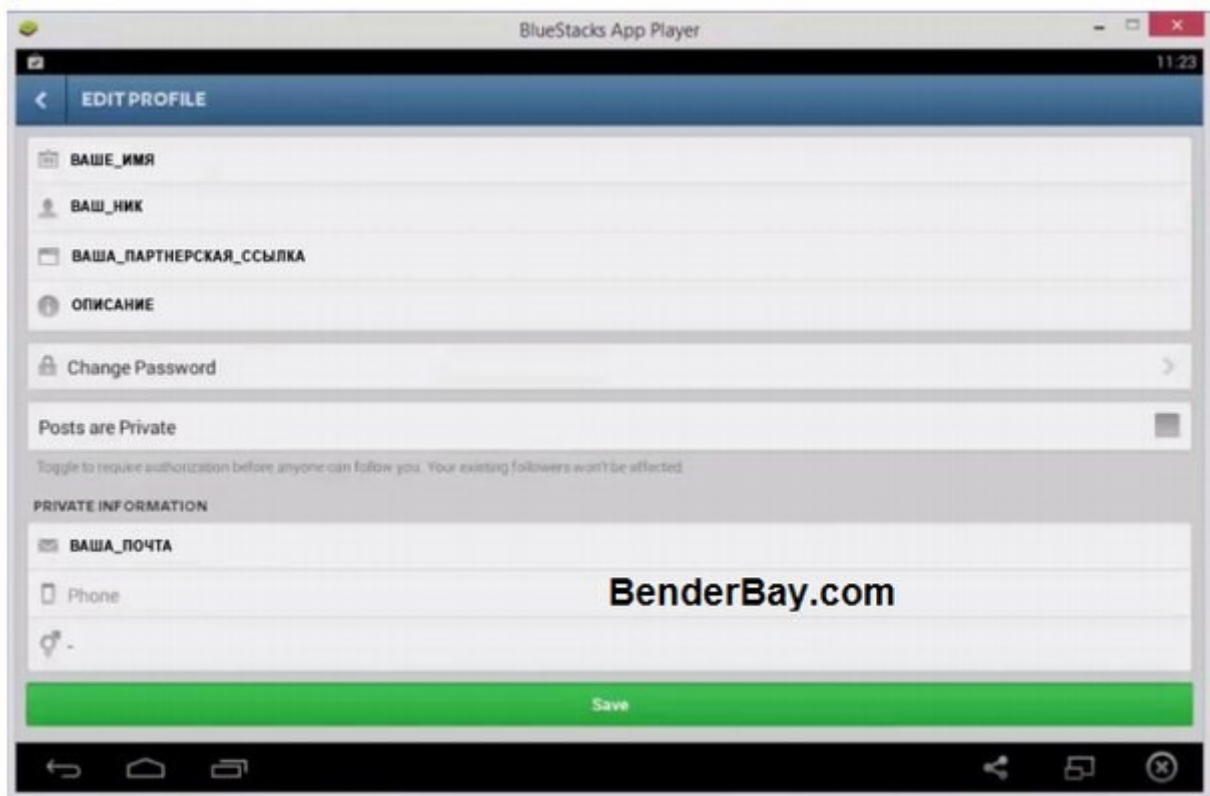 BlueStacks App Player
11:23
EDIT PROFILE
ВАШЕ_ИМЯ
ВАШ_НИК
ВАША_ПАРТНЕРСКАЯ_ССЫЛКА
ОПИСАНИЕ
Change Password
Posts are Private
Toggle to require authorization before anyone can follow you. Your existing followers won't be affected.
PRIVATE INFORMATION
ВАША_ПОЧТА
Phone
BenderBay.com
-
Save